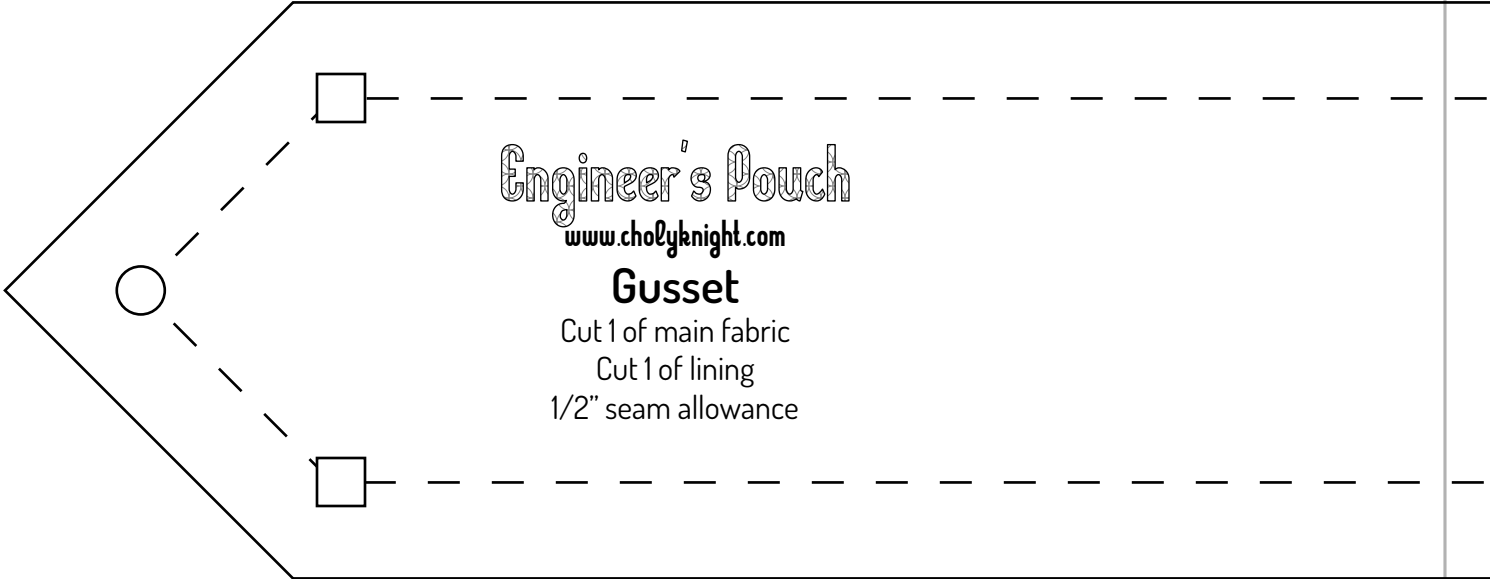 Engineer's Pouch
www.cholyknight.com
Gusset
Cut 1 of main fabric
Cut 1 of lining
1/2” seam allowance